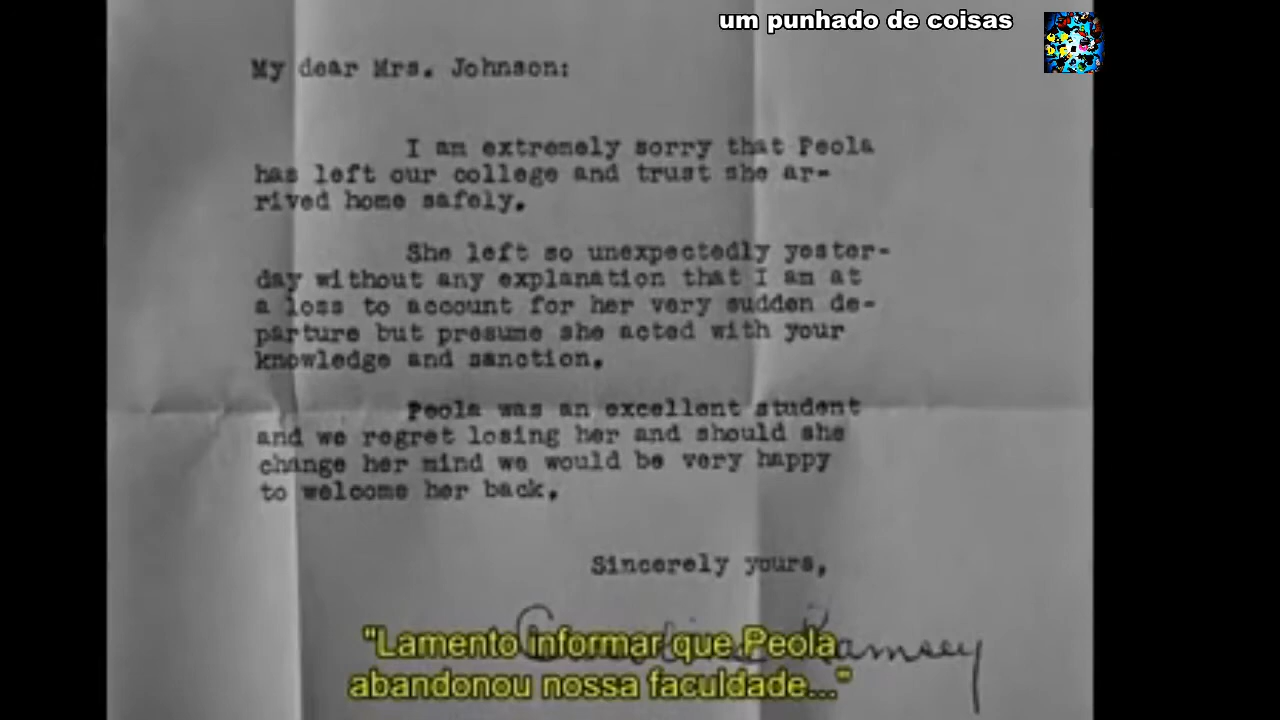 um punhado de coisas
My dear Mrs. Johnson:
I am extremely sorry that Peola
has left our college and trust she ar-
rived home safely.
She left so unexpectedly yester-
day without any explanation that I am at
a loss to account for her very sudden de-
parture but presume she acted with your
knowledge and sanction.
Peola was an excellent student
and we regret losing her and should she
change her mind we would be very happy
to welcome her back.
Sincerely yours,
Ramsey
"Lamento informar que Peola
abandonou nossa faculdade..."